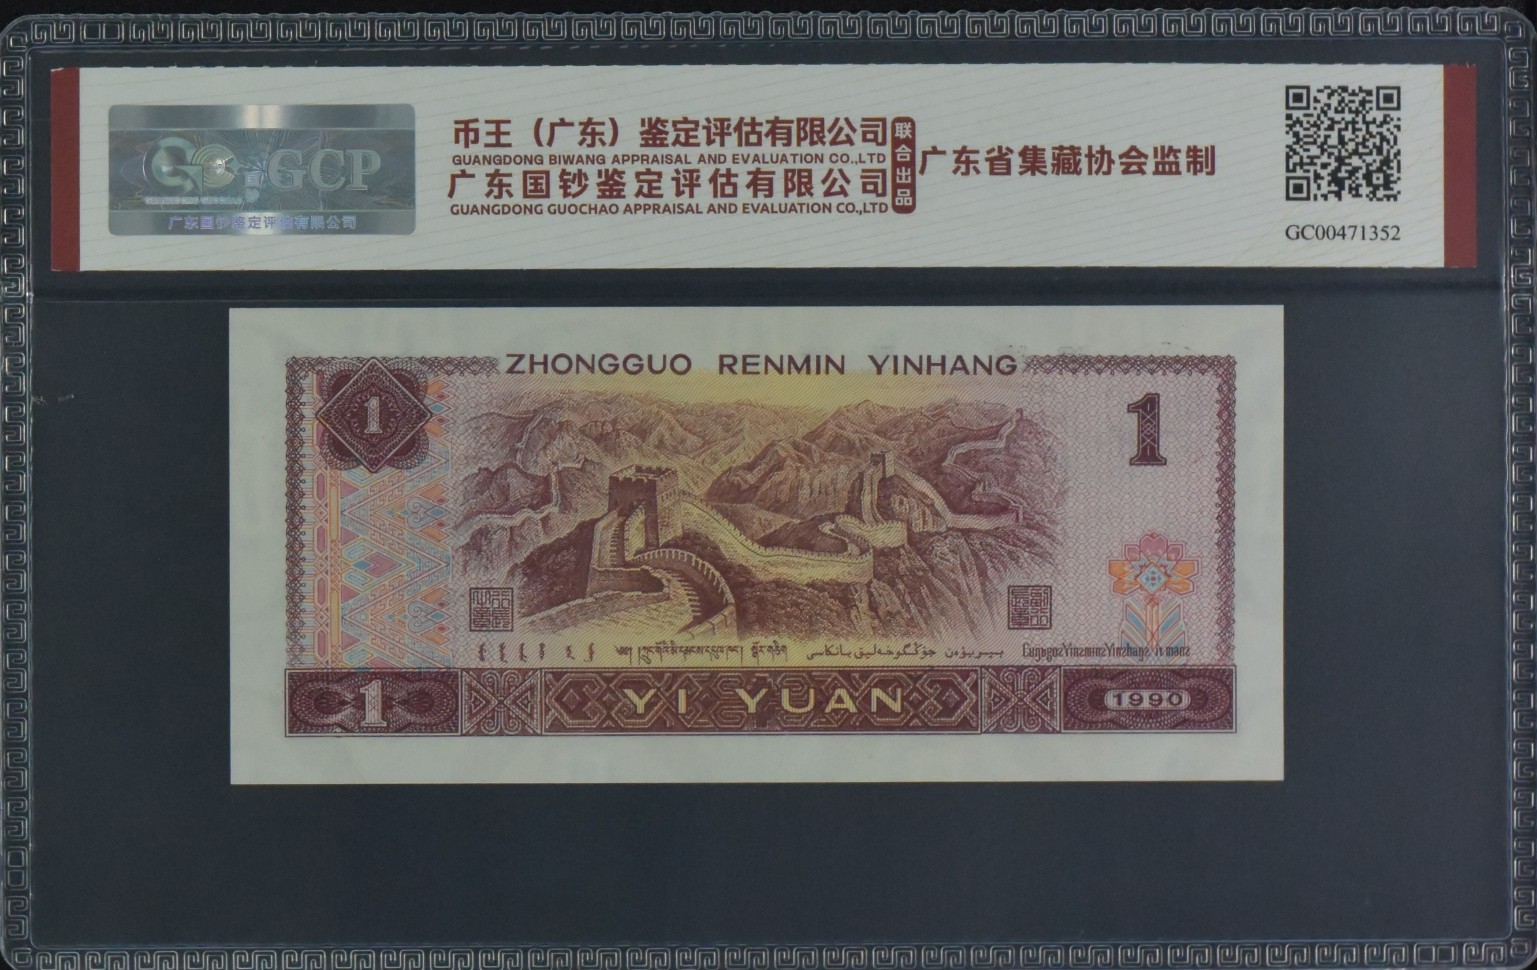 GCP
广东国钞鉴定评估有限公司
币王（广东）鉴定评估有限公司
GUANGDONG BIWANG APPRAISAL AND EVALUATION CO.,LTD
广东国钞鉴定评估有限公司
GUANGDONG GUOCHAO APPRAISAL AND EVALUATION CO.,LTD
联合出品
广东省集藏协会监制
GC00471352
ZHONGGUO RENMIN YINHANG
1
1
1
YI YUAN
1990